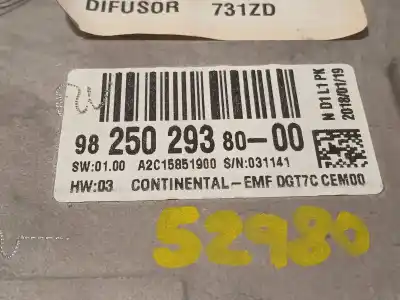 DIFUSOR 731ZD
98 250 293 80-00
SW:01.00 A2C15851900 S/N:031141
HW:03 CONTINENTAL-EMF DGT7C CEM00
N D1 L1 PK
2018/01/19
52980